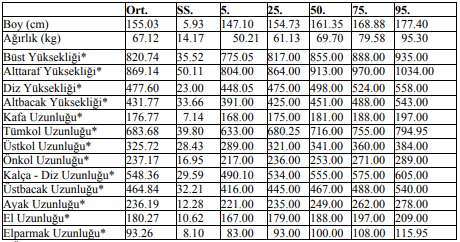 Ort. SS. 5. 25. 50. 75. 95.
Boy (cm) 155.03 5.93 147.10 154.73 161.35 168.88 177.40
Ağırlık (kg) 67.12 14.17 50.21 61.13 69.70 79.58 95.30
Büst Yüksekliği* 820.74 35.52 775.05 817.00 855.00 888.00 935.00
Alttaraf Yüksekliği* 869.14 50.11 804.00 864.00 913.00 970.00 1034.00
Diz Yüksekliği* 477.60 23.00 448.05 475.00 498.00 524.00 558.00
Altbacak Yüksekliği* 431.77 33.66 391.00 425.00 451.00 488.00 543.00
Kafa Uzunluğu* 176.77 7.14 168.00 175.00 181.00 188.00 197.00
Tümkol Uzunluğu* 683.68 39.80 633.00 680.25 716.00 755.00 794.95
Üstkol Uzunluğu* 325.72 28.43 289.00 321.00 341.00 360.00 384.00
Önkol Uzunluğu* 237.17 16.95 217.00 236.00 253.00 271.00 289.00
Kalça - Diz Uzunluğu* 548.36 29.59 490.10 534.00 555.00 575.00 605.00
Üstbacak Uzunluğu* 464.84 32.21 416.00 445.00 467.00 488.00 540.00
Ayak Uzunluğu* 236.19 12.28 221.00 235.00 249.00 262.00 278.00
El Uzunluğu* 180.27 10.62 167.00 179.00 188.00 197.00 209.00
Elparmak Uzunluğu* 93.26 8.10 83.00 93.00 100.00 108.00 115.95